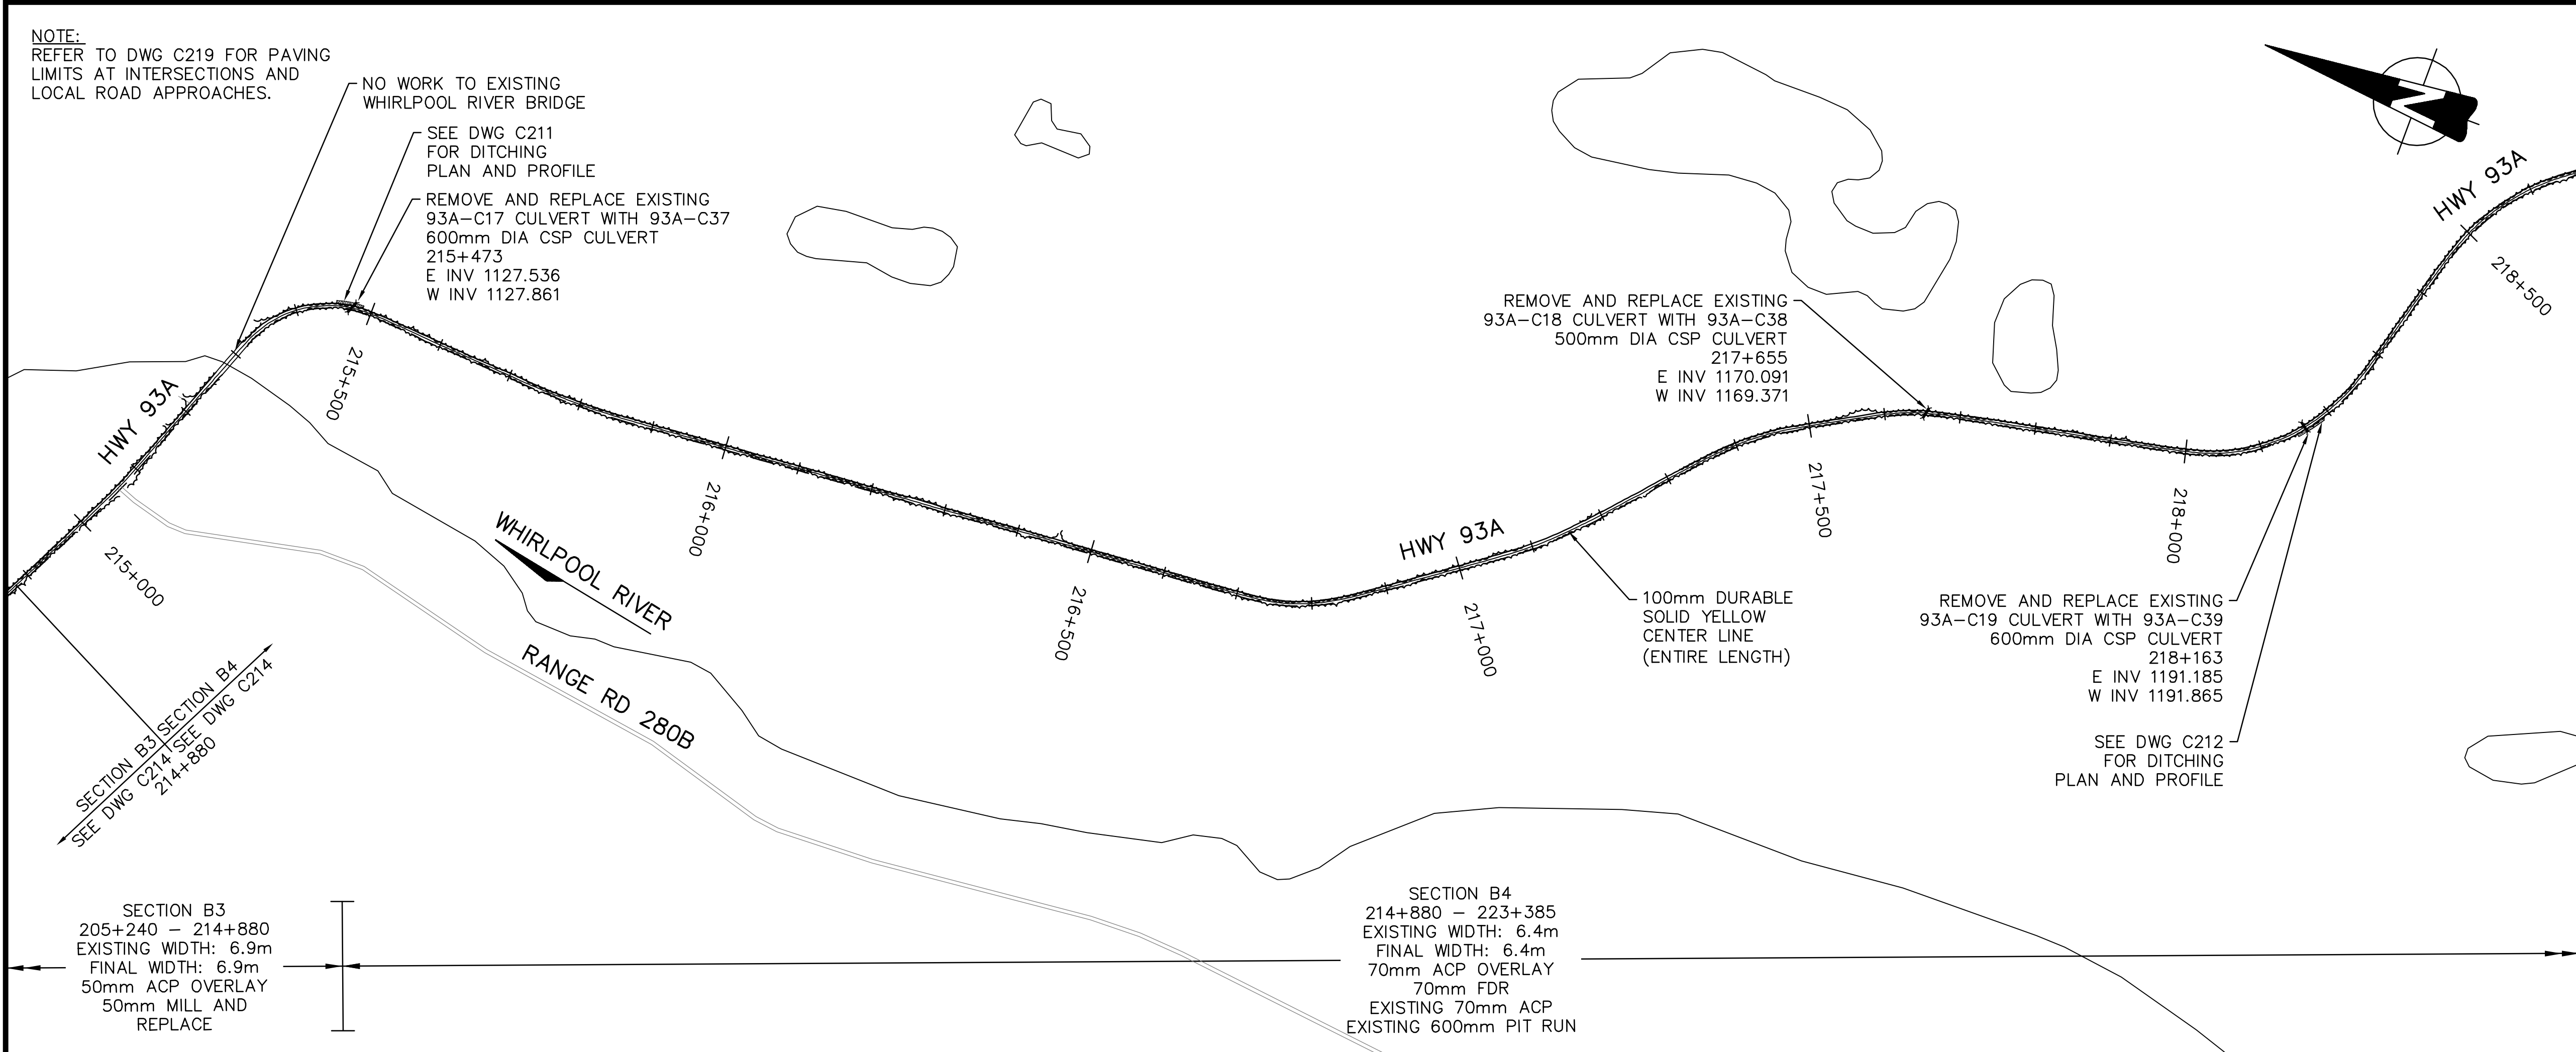 NOTE:
REFER TO DWG C219 FOR PAVING
LIMITS AT INTERSECTIONS AND
LOCAL ROAD APPROACHES.
NO WORK TO EXISTING
WHIRLPOOL RIVER BRIDGE
SEE DWG C211
FOR DITCHING
PLAN AND PROFILE
REMOVE AND REPLACE EXISTING
93A-C17 CULVERT WITH 93A-C37
600mm DIA CSP CULVERT
215+473
E INV 1127.536
W INV 1127.861
REMOVE AND REPLACE EXISTING
93A-C18 CULVERT WITH 93A-C38
500mm DIA CSP CULVERT
217+655
E INV 1170.091
W INV 1169.371
N
HWY 93A
218+500
HWY 93A
215+000
215+500
216+000
216+500
HWY 93A
217+000
217+500
218+000
WHIRLPOOL RIVER
RANGE RD 280B
100mm DURABLE
SOLID YELLOW
CENTER LINE
(ENTIRE LENGTH)
REMOVE AND REPLACE EXISTING
93A-C19 CULVERT WITH 93A-C39
600mm DIA CSP CULVERT
218+163
E INV 1191.185
W INV 1191.865
SEE DWG C212
FOR DITCHING
PLAN AND PROFILE
SECTION B3 SECTION B4
SEE DWG C214 SEE DWG C214
214+880
SECTION B3
205+240 - 214+880
EXISTING WIDTH: 6.9m
FINAL WIDTH: 6.9m
50mm ACP OVERLAY
50mm MILL AND
REPLACE
SECTION B4
214+880 - 223+385
EXISTING WIDTH: 6.4m
FINAL WIDTH: 6.4m
70mm ACP OVERLAY
70mm FDR
EXISTING 70mm ACP
EXISTING 600mm PIT RUN